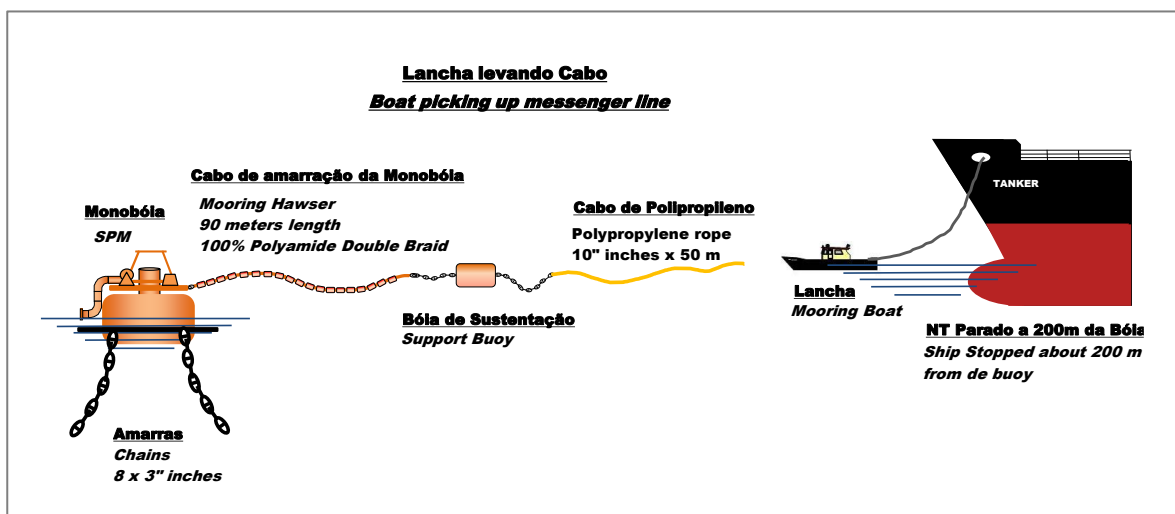 Lancha levando Cabo
Boat picking up messenger line
Cabo de amarração da Monobóia
Mooring Hawser
90 meters length
100% Polyamide Double Braid
Monobóia
SPM
Cabo de Polipropileno
Polypropylene rope
10" inches x 50 m
TANKER
Bóia de Sustentação
Support Buoy
Lancha
Mooring Boat
NT Parado a 200m da Bóia
Ship Stopped about 200 m
from de buoy
Amarras
Chains
8 x 3" inches